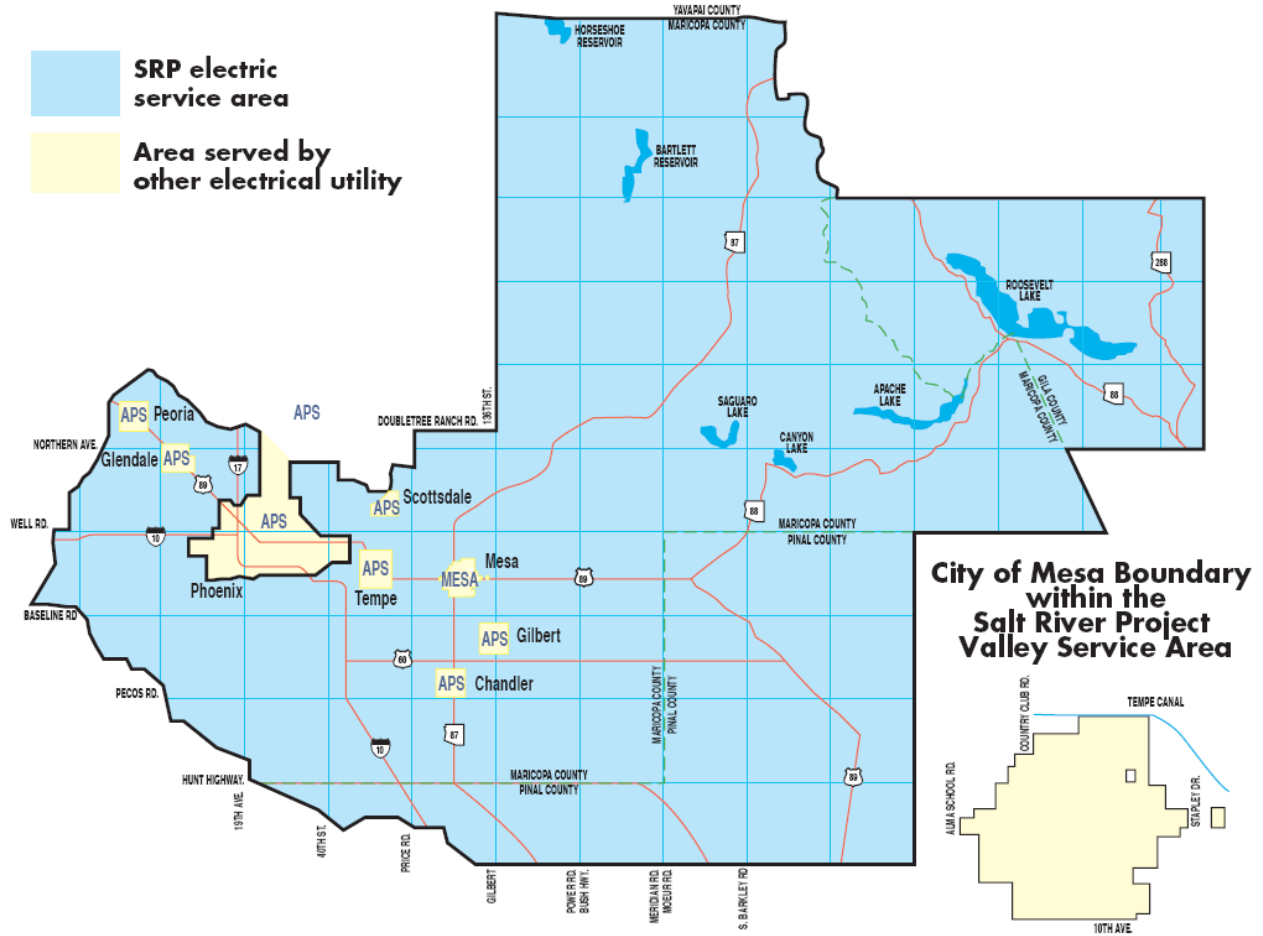 YAVAPAI COUNTY
MARICOPA COUNTY
HORSESHOE
RESERVOIR
SRP electric
service area
Area served by
other electrical utility
BARTLETT
RESERVOIR
87
288
ROOSEVELT
LAKE
APS
Peoria
APS
DOUBLETREE RANCH RD.
136TH ST.
SAGUARO
LAKE
APACHE
LAKE
GILA COUNTY
MARICOPA COUNTY
88
NORTHERN AVE.
Glendale
APS
17
89
CANYON
LAKE
Scottsdale
APS
WELL RD.
10
APS
88
MARICOPA COUNTY
PINAL COUNTY
Phoenix
APS
Tempe
MESA
Mesa
89
BASELINE RD
APS
Gilbert
60
APS
Chandler
PECOS RD.
MARICOPA COUNTY
PINAL COUNTY
87
10
89
HUNT HIGHWAY.
MARICOPA COUNTY
PINAL COUNTY
19TH AVE.
40TH ST.
PRICE RD.
GILBERT
POWER RD.
BUSH HWY.
MERIDIAN RD.
MOEUR RD.
S. BARKLEY RD
City of Mesa Boundary
within the
Salt River Project
Valley Service Area
COUNTRY CLUB RD.
TEMPE CANAL
ALMA SCHOOL RD.
STAPLEY DR.
10TH AVE.